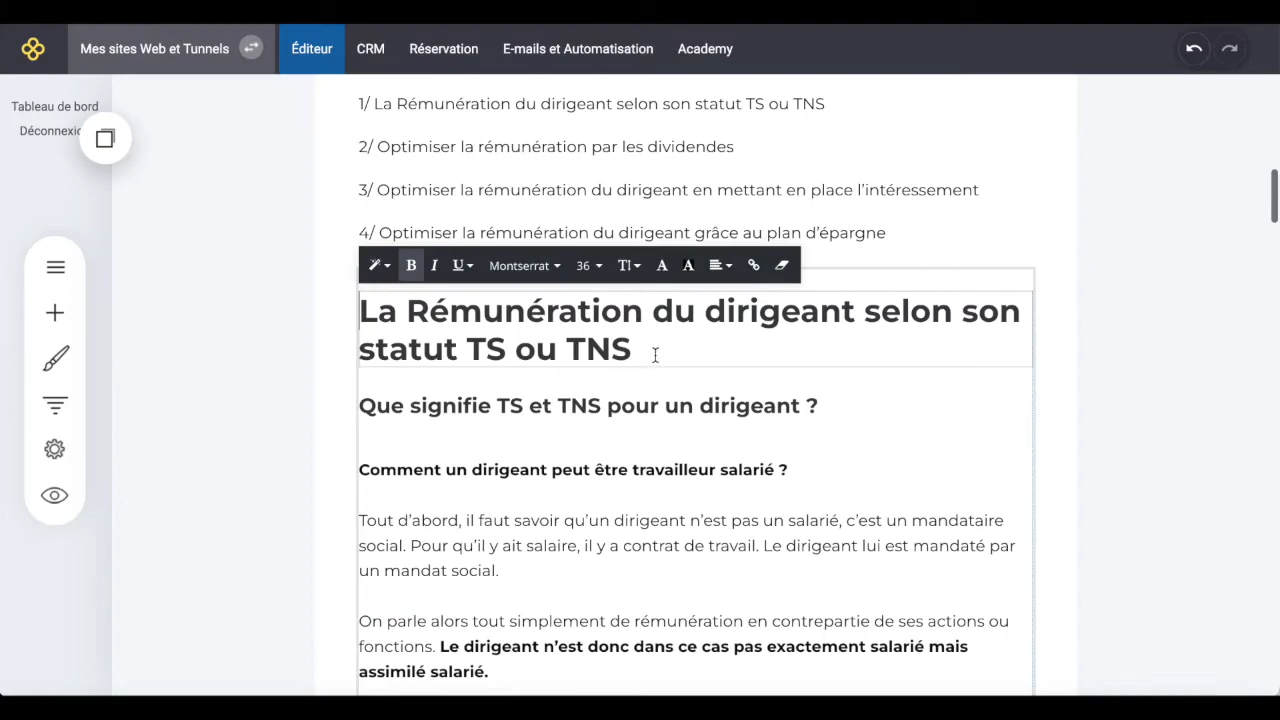 Mes sites Web et Tunnels
Éditeur
CRM
Réservation
E-mails et Automatisation
Academy
Tableau de bord
Déconnexio
1/ La Rémunération du dirigeant selon son statut TS ou TNS
2/ Optimiser la rémunération par les dividendes
3/ Optimiser la rémunération du dirigeant en mettant en place l’intéressement
4/ Optimiser la rémunération du dirigeant grâce au plan d’épargne
B I U Montserrat 36 T A A
La Rémunération du dirigeant selon son
statut TS ou TNS
Que signifie TS et TNS pour un dirigeant ?
Comment un dirigeant peut être travailleur salarié ?
Tout d’abord, il faut savoir qu’un dirigeant n’est pas un salarié, c’est un mandataire
social. Pour qu’il y ait salaire, il y a contrat de travail. Le dirigeant lui est mandaté par
un mandat social.
On parle alors tout simplement de rémunération en contrepartie de ses actions ou
fonctions. Le dirigeant n’est donc dans ce cas pas exactement salarié mais
assimilé salarié.